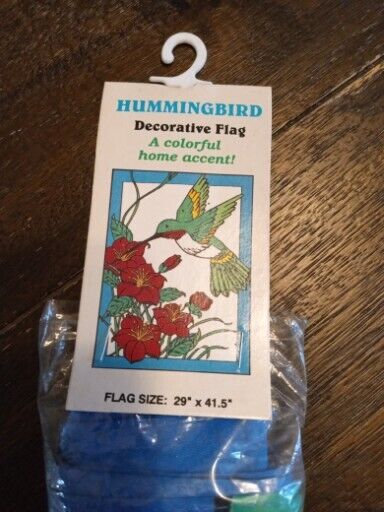 HUMMINGBIRD
Decorative Flag
A colorful
home accent!
FLAG SIZE: 29" x 41.5"